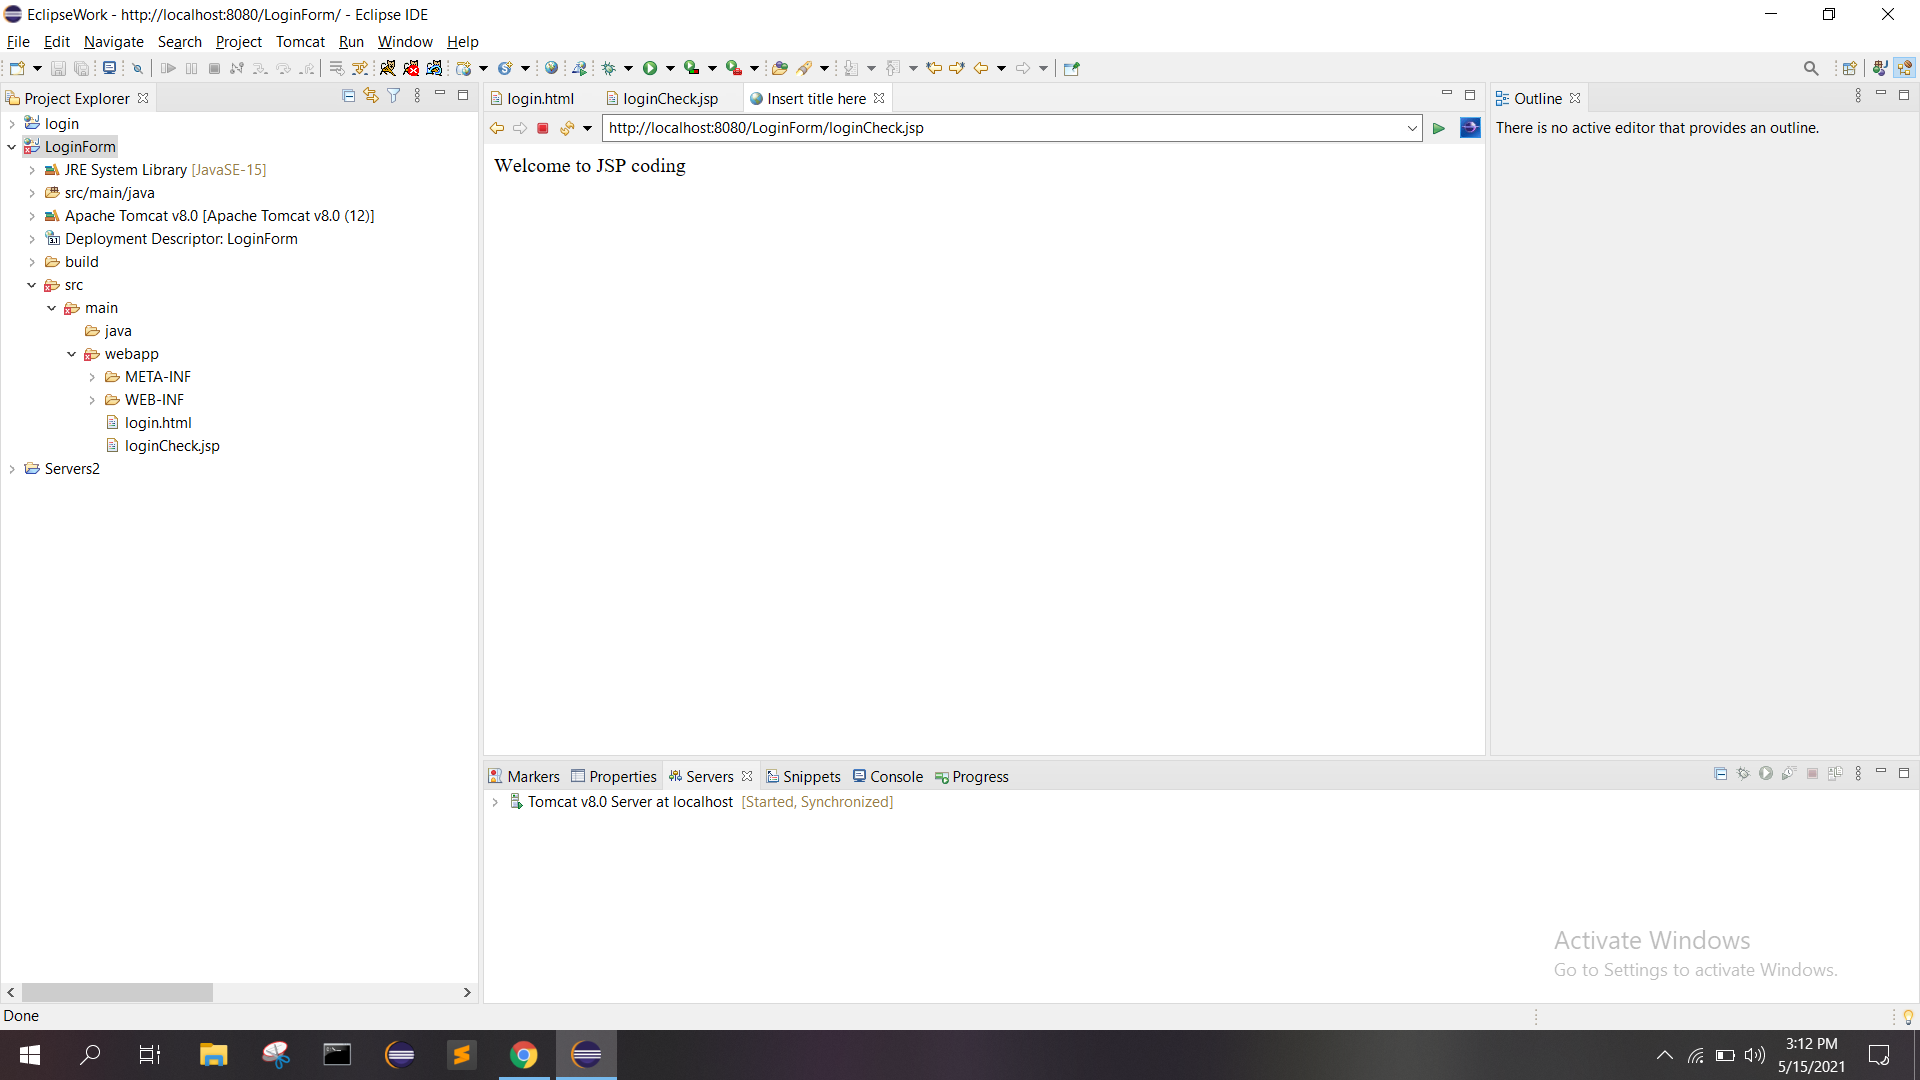 EclipseWork - http://localhost:8080/LoginForm/ - Eclipse IDE
File Edit Navigate Search Project Tomcat Run Window Help
Project Explorer
login
LoginForm
JRE System Library [JavaSE-15]
src/main/java
Apache Tomcat v8.0 [Apache Tomcat v8.0 (12)]
Deployment Descriptor: LoginForm
build
src
main
java
webapp
META-INF
WEB-INF
login.html
loginCheck.jsp
Servers2
login.html loginCheck.jsp Insert title here
http://localhost:8080/LoginForm/loginCheck.jsp
Welcome to JSP coding
Outline
There is no active editor that provides an outline.
Markers Properties Servers Snippets Console Progress
Tomcat v8.0 Server at localhost [Started, Synchronized]
Activate Windows
Go to Settings to activate Windows.
Done
3:12 PM
5/15/2021